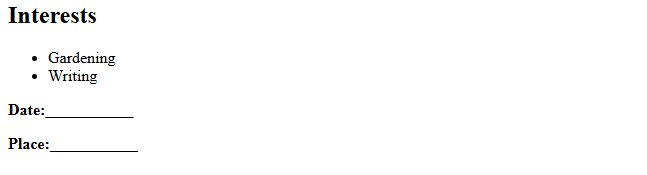 Interests
• Gardening
• Writing
Date:___________
Place:___________